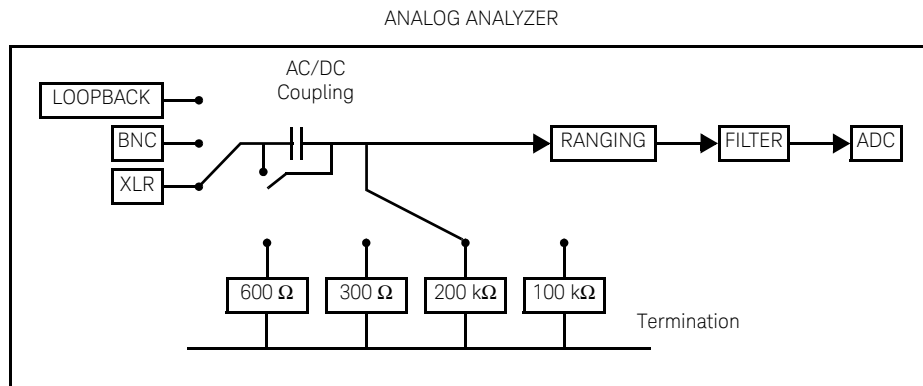 ANALOG ANALYZER
AC/DC
Coupling
LOOPBACK
BNC
XLR
RANGING
FILTER
ADC
600 Ω
300 Ω
200 kΩ
100 kΩ
Termination